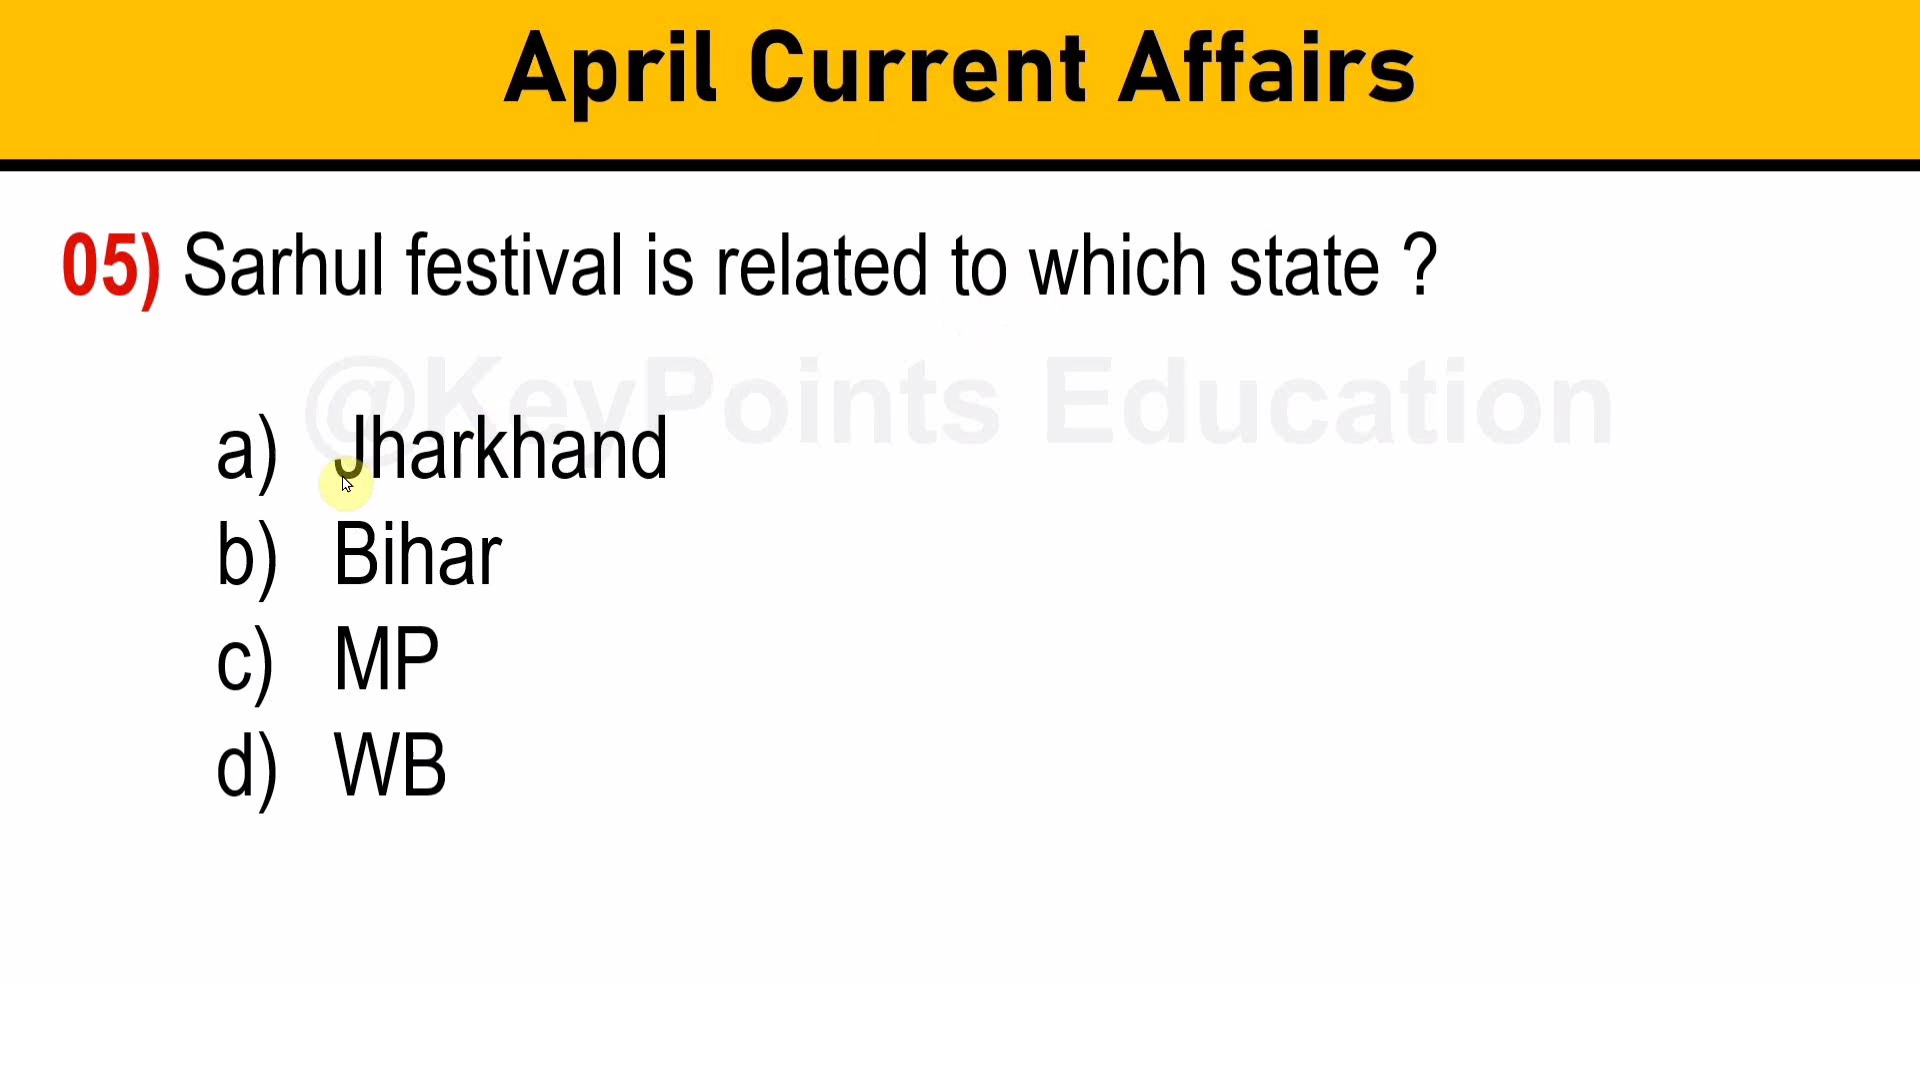 April Current Affairs
05) Sarhul festival is related to which state ?
@KeyPoints Education
a) Jharkhand
b) Bihar
c) MP
d) WB